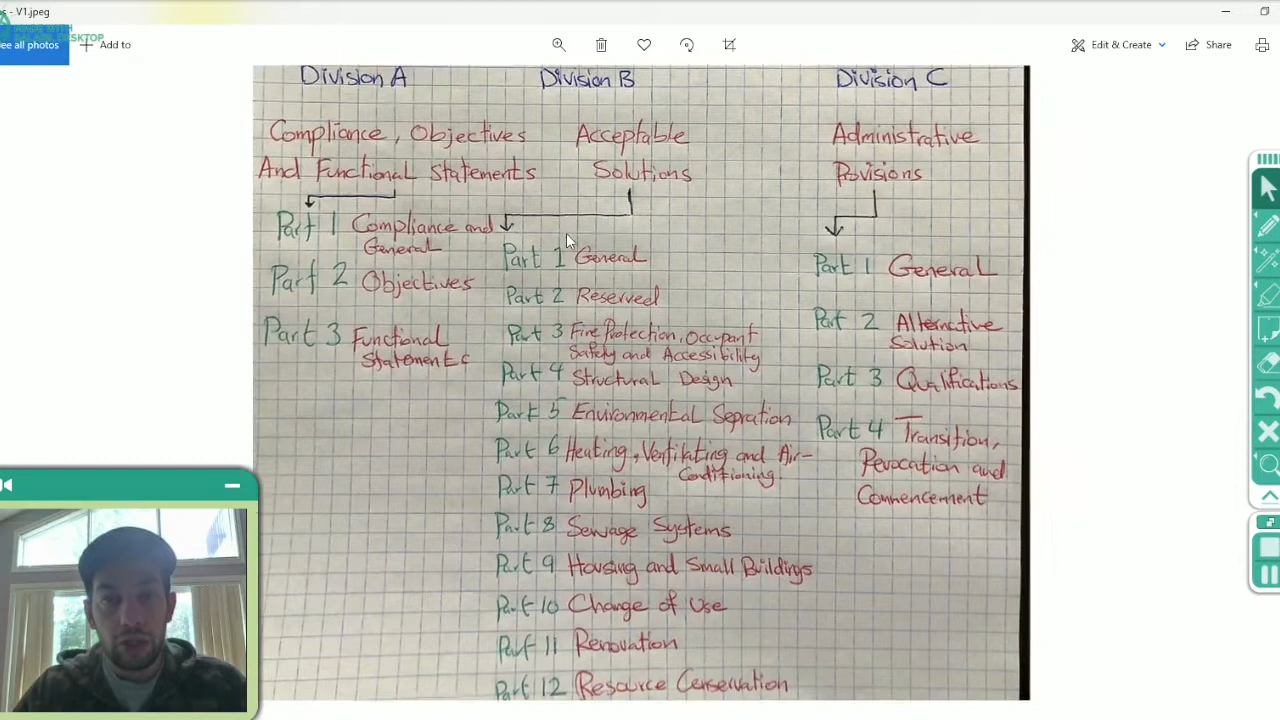 s - V1.jpeg
ee all photos
Add to
Edit & Create
Share
Division A
Compliance, Objectives
And Functional Statements
Part 1 Compliance and
General
Part 2 Objectives
Part 3 Functional
Statements
Division B
Acceptable
Solutions
Part 1 General
Part 2 Reserved
Part 3 Fire Protection, Occupant
Safety and Accessibility
Part 4 Structural Design
Part 5 Environmental Sepration
Part 6 Heating, Ventilating and Air-
Conditioning.
Part 7 Plumbing
Part 8 Sewage Systems
Part 9 Housing and Small Buildings
Part 10 Change of Use
Part 11 Renovation
Part 12 Resource Conservation
Division C
Administrative
Povisions
Part 1 General
Part 2 Alternative
Solution
Part 3 Qualifications
Part 4 Transition,
Revocation and
Commencement